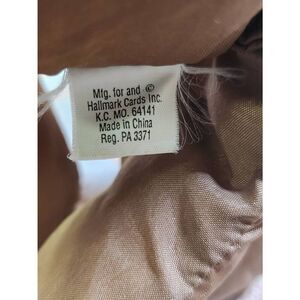 Mfg. for and ©
Hallmark Cards Inc.
K.C. MO. 64141
Made in China
Reg. PA 3371